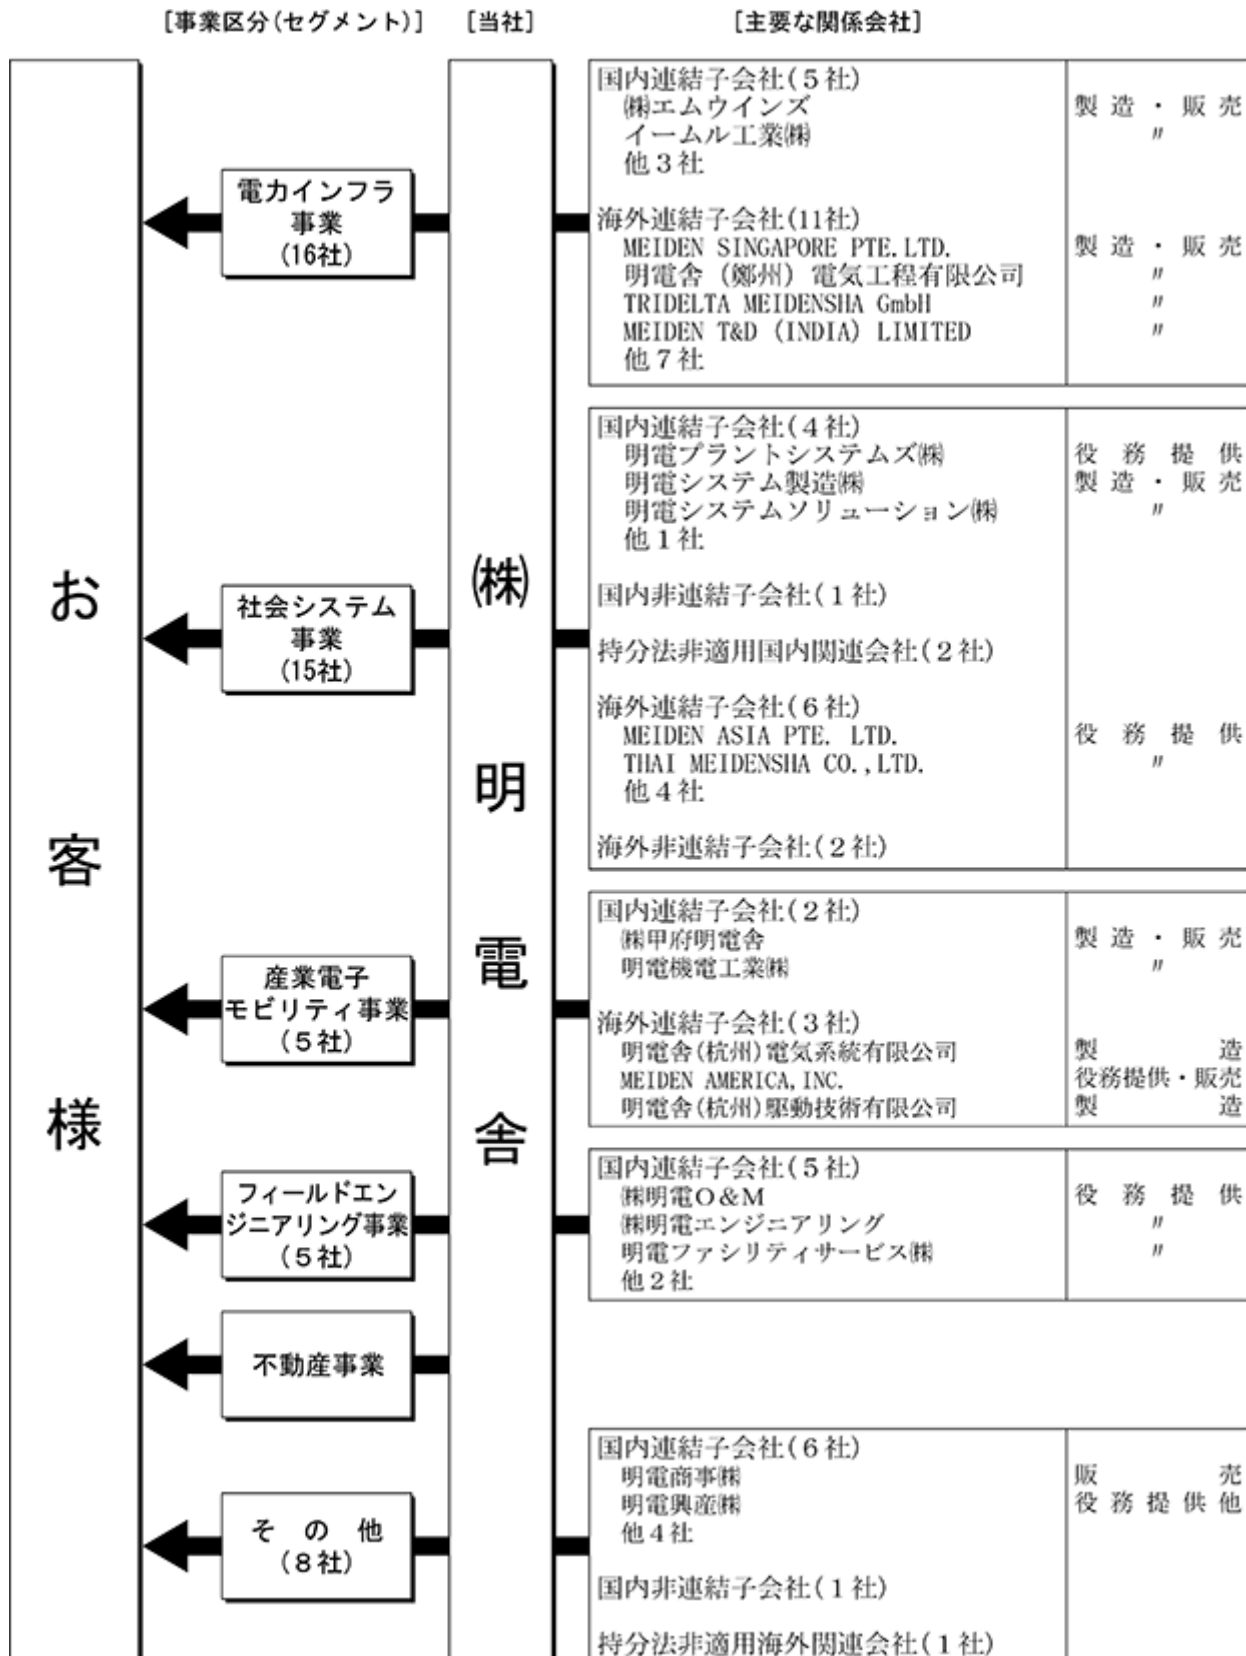 [事業区分(セグメント)] [当社] [主要な関係会社]
お客様
㈱明電舎
電力インフラ
事業
(16社)
国内連結子会社(5社)
㈱エムウインズ 製造・販売
イームル工業㈱ 〃
他3社
海外連結子会社(11社)
MEIDEN SINGAPORE PTE.LTD. 製造・販売
明電舎（鄭州）電気工程有限公司 〃
TRIDELTA MEIDENSHA GmbH 〃
MEIDEN T&D (INDIA) LIMITED 〃
他7社
社会システム
事業
(15社)
国内連結子会社(4社)
明電プラントシステムズ㈱ 役務提供
明電システム製造㈱ 製造・販売
明電システムソリューション㈱ 〃
他1社
国内非連結子会社(1社)
持分法非適用国内関連会社(2社)
海外連結子会社(6社)
MEIDEN ASIA PTE. LTD. 役務提供
THAI MEIDENSHA CO.,LTD. 〃
他4社
海外非連結子会社(2社)
産業電子
モビリティ事業
(5社)
国内連結子会社(2社)
㈱甲府明電舎 製造・販売
明電機電工業㈱ 〃
海外連結子会社(3社)
明電舎(杭州)電気系統有限公司 製造
MEIDEN AMERICA,INC. 役務提供・販売
明電舎(杭州)駆動技術有限公司 製造
フィールドエン
ジニアリング事業
(5社)
国内連結子会社(5社)
㈱明電O&M 役務提供
㈱明電エンジニアリング 〃
明電ファシリティサービス㈱ 〃
他2社
不動産事業
その他
(8社)
国内連結子会社(6社)
明電商事㈱ 販売
明電興産㈱ 役務提供他
他4社
国内非連結子会社(1社)
持分法非適用海外関連会社(1社)